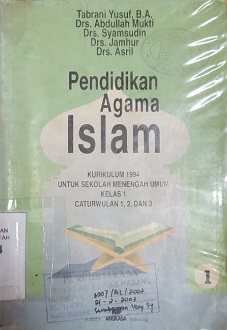 Tabrani Yusuf, B.A.
Drs. Abdullah Mukti
Drs. Syamsudin
Drs. Jamhur
Drs. Asril
Pendidikan
Agama
Islam
KURIKULUM 1994
UNTUK SEKOLAH MENENGAH UMUM
KELAS 1
CATURWULAN 1, 2, DAN 3
1
ANGKASA